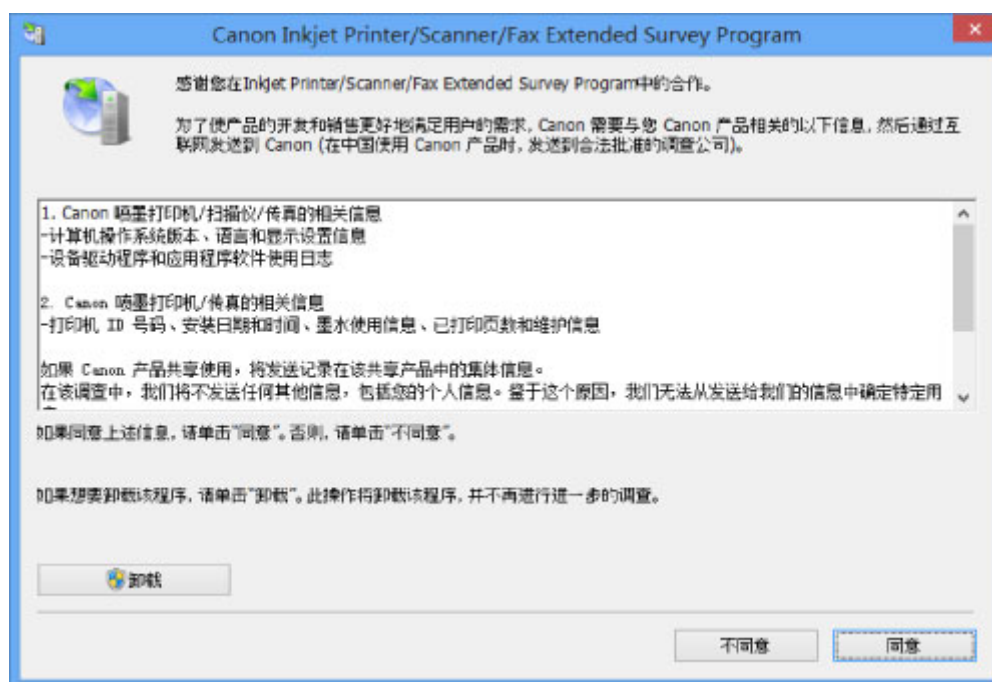 Canon Inkjet Printer/Scanner/Fax Extended Survey Program
感谢您在Inkjet Printer/Scanner/Fax Extended Survey Program中的合作。
为了使产品的开发和销售更好地满足用户的需求, Canon 需要与您 Canon 产品相关的以下信息, 然后通过互
联网发送到 Canon (在中国使用 Canon 产品时, 发送到合法批准的调查公司)。
1. Canon 喷墨打印机/扫描仪/传真的相关信息
-计算机操作系统版本、语言和显示设置信息
-设备驱动程序和应用程序软件使用日志
2. Canon 喷墨打印机/传真的相关信息
-打印机 ID 号码、安装日期和时间、墨水使用信息、已打印页数和维护信息
如果 Canon 产品共享使用，将发送记录在该共享产品中的集体信息。
在该调查中，我们将不发送任何其他信息，包括您的个人信息。鉴于这个原因，我们无法从发送给我们的信息中确定特定用
如果同意上述信息, 请单击"同意"。否则, 请单击"不同意"。
如果想要卸载该程序, 请单击"卸载"。此操作将卸载该程序, 并不再进行进一步的调查。
卸载
不同意
同意